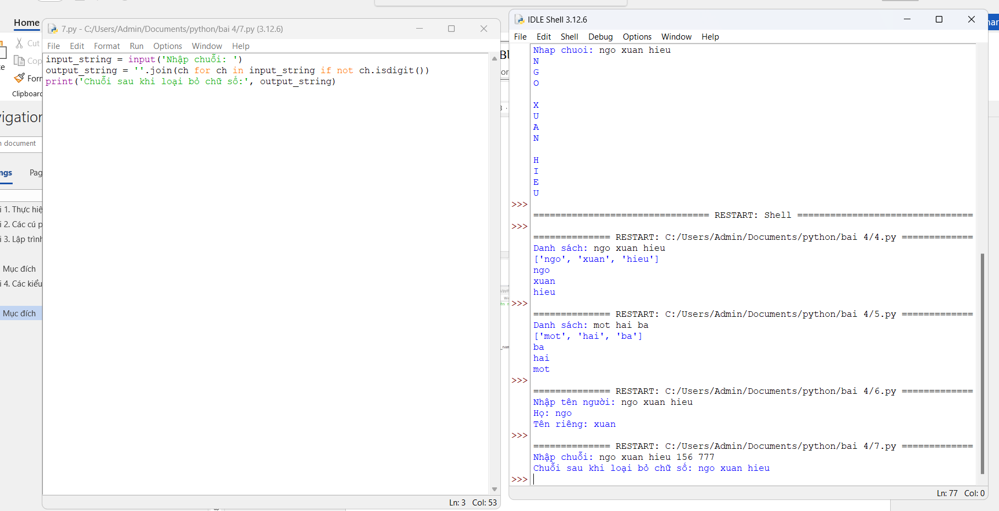 Home
Cut
Cop
Forr
Clipboard
vigation
document
ngs
Pag
i 1. Thực hiệ
i 2. Các cú p
i 3. Lập trình
Mục đích
i 4. Các kiểu
Mục đích
7.py - C:/Users/Admin/Documents/python/bai 4/7.py (3.12.6)
File Edit Format Run Options Window Help
input_string = input('Nhập chuỗi: ')
output_string = ''.join(ch for ch in input_string if not ch.isdigit())
print('Chuỗi sau khi loại bỏ chữ số:', output_string)
Ln: 3 Col: 53
IDLE Shell 3.12.6
File Edit Shell Debug Options Window Help
Nhap chuoi: ngo xuan hieu
N
G
O
X
U
A
N
H
I
E
U
>>>
================================ RESTART: Shell ================================
>>>
============== RESTART: C:/Users/Admin/Documents/python/bai 4/4.py =============
Danh sách: ngo xuan hieu
['ngo', 'xuan', 'hieu']
ngo
xuan
hieu
>>>
============== RESTART: C:/Users/Admin/Documents/python/bai 4/5.py =============
Danh sách: mot hai ba
['mot', 'hai', 'ba']
ba
hai
mot
>>>
============== RESTART: C:/Users/Admin/Documents/python/bai 4/6.py =============
Nhập tên người: ngo xuan hieu
Họ: ngo
Tên riêng: xuan
>>>
============== RESTART: C:/Users/Admin/Documents/python/bai 4/7.py =============
Nhập chuỗi: ngo xuan hieu 156 777
Chuỗi sau khi loại bỏ chữ số: ngo xuan hieu
>>>
Ln: 77 Col: 0